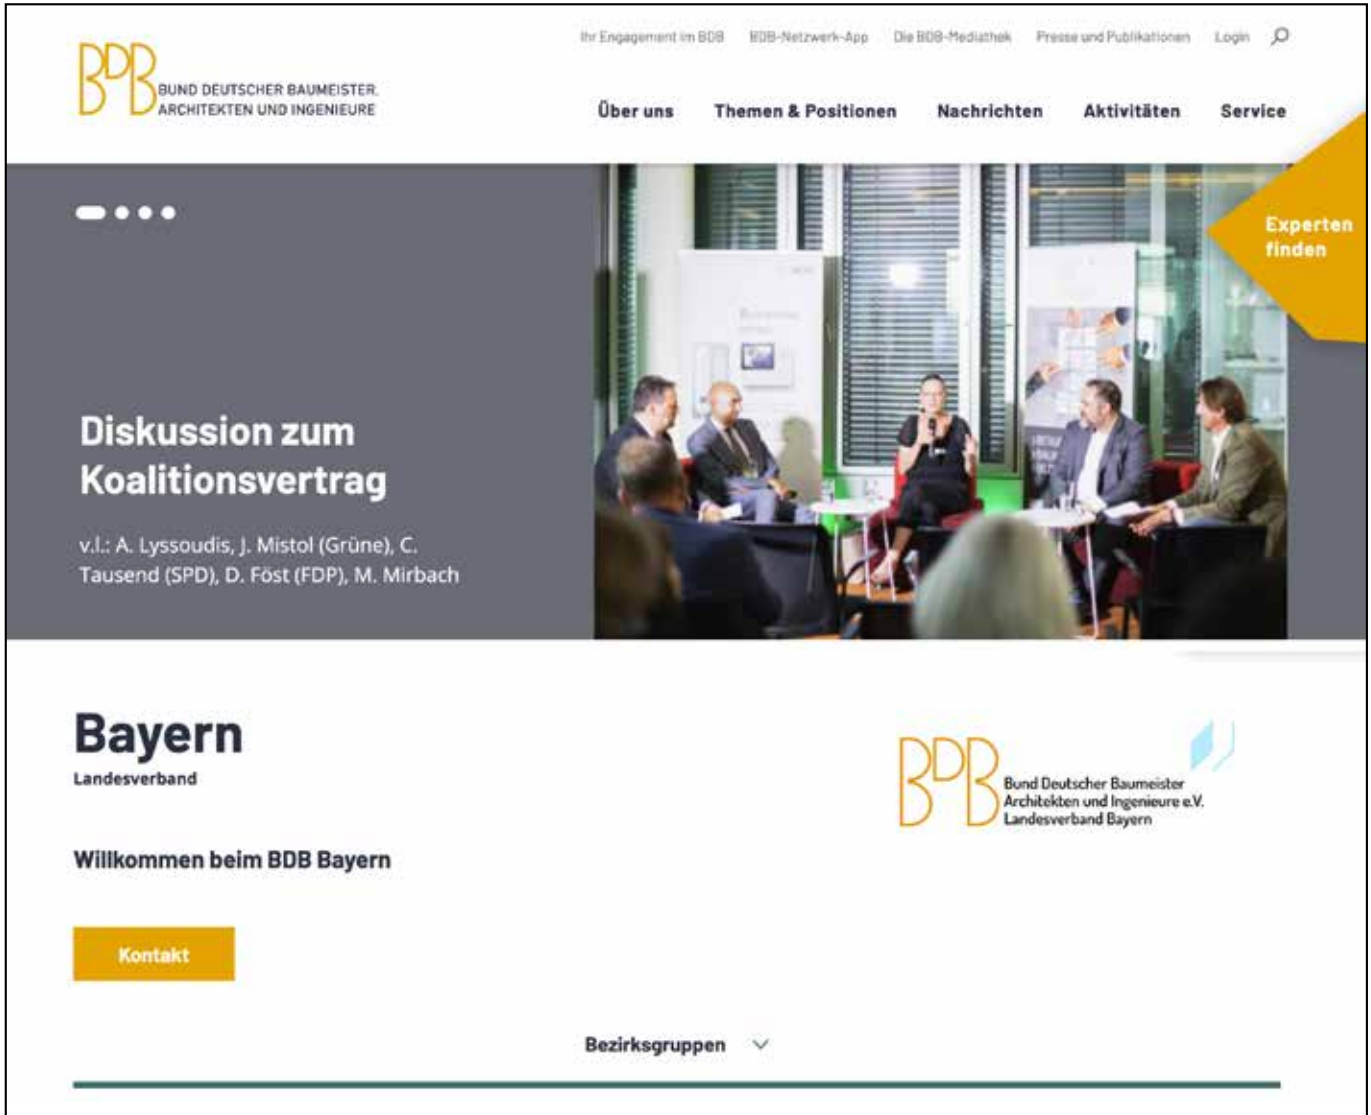 Ihr Engagement im BDB BDB-Netzwerk-App Die BDB-Mediathek Presse und Publikationen Login
BDB BUND DEUTSCHER BAUMEISTER.
ARCHITEKTEN UND INGENIEURE
Über uns Themen & Positionen Nachrichten Aktivitäten Service
Experten
finden
Diskussion zum
Koalitionsvertrag
v.l.: A. Lyssoudis, J. Mistol (Grüne), C.
Tausend (SPD), D. Föst (FDP), M. Mirbach
Bayern
Landesverband
BDB Bund Deutscher Baumeister
Architekten und Ingenieure e.V.
Landesverband Bayern
Willkommen beim BDB Bayern
Kontakt
Bezirksgruppen